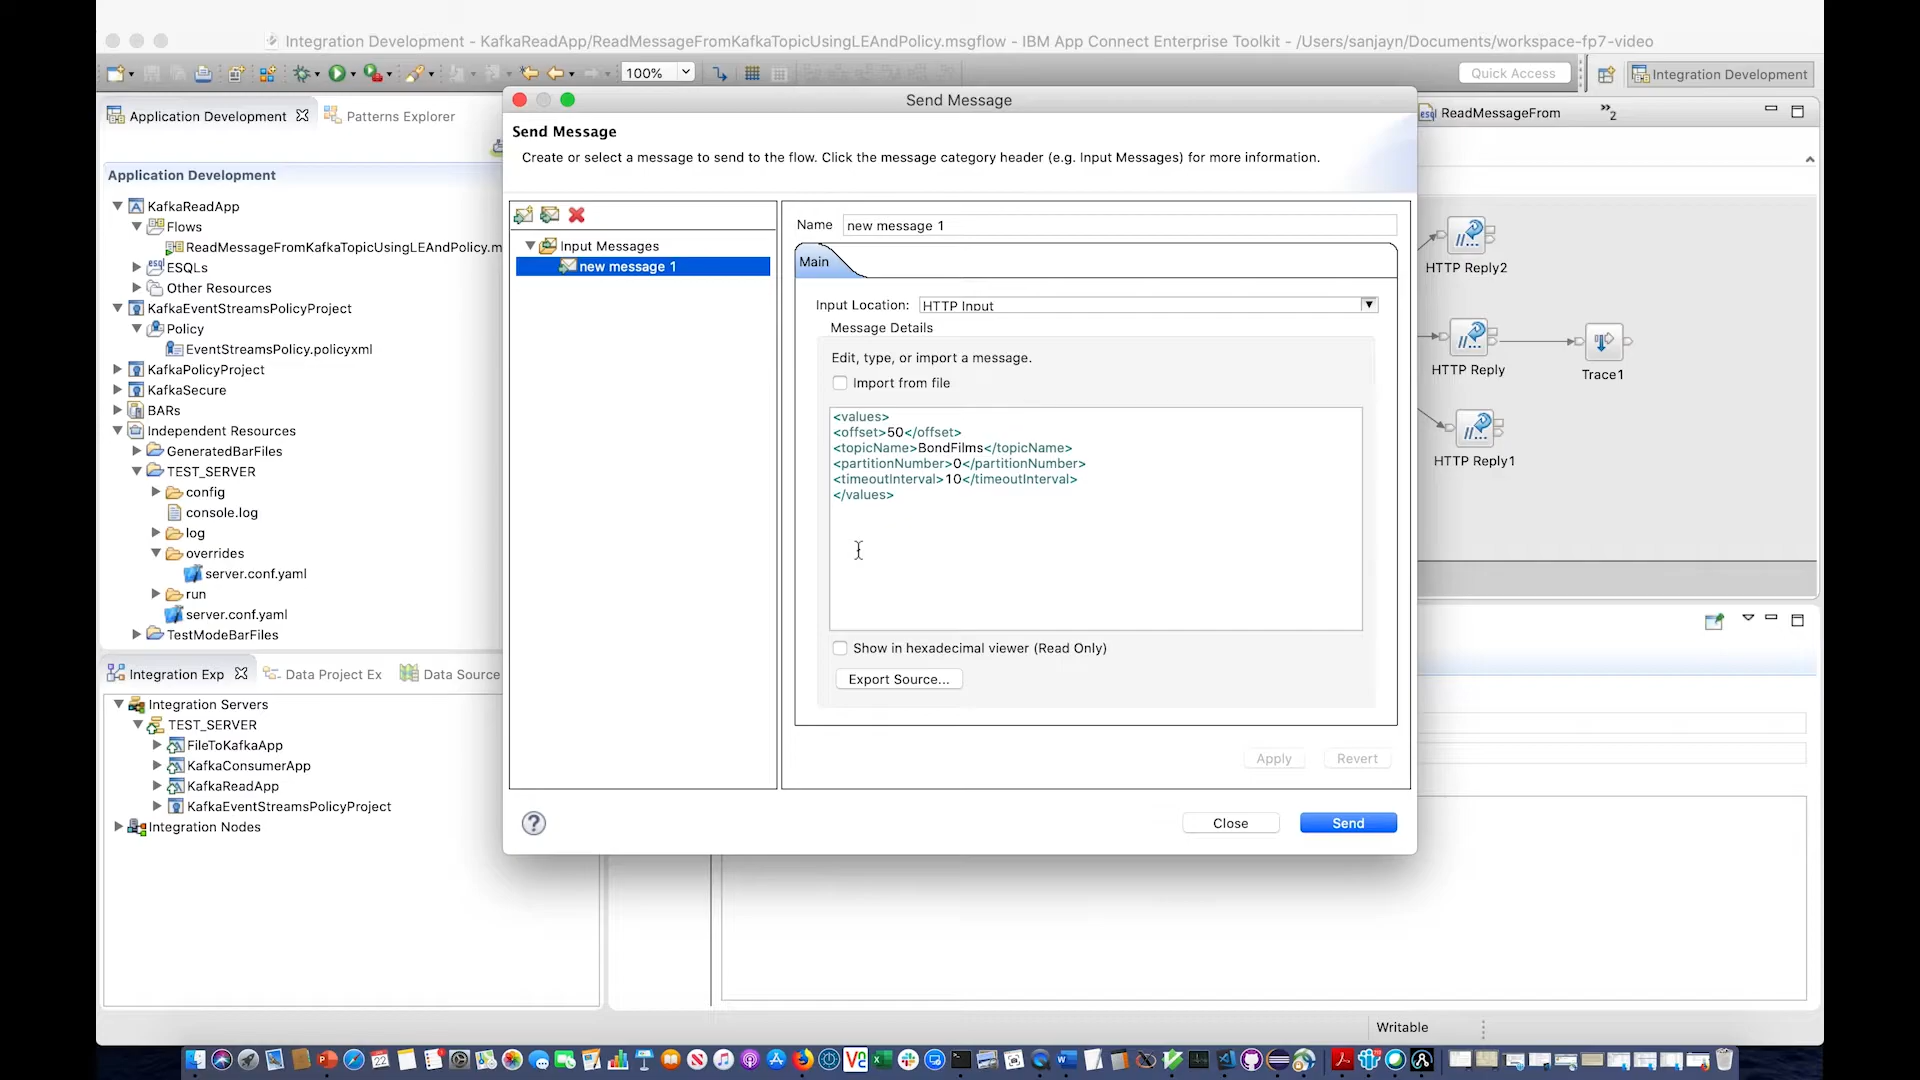 Integration Development - KafkaReadApp/ReadMessageFromKafkaTopicUsingLEAndPolicy.msgflow - IBM App Connect Enterprise Toolkit - /Users/sanjayn/Documents/workspace-fp7-video
100%
Quick Access
Integration Development
Application Development
Patterns Explorer
Application Development
KafkaReadApp
Flows
ReadMessageFromKafkaTopicUsingLEAndPolicy.m
ESQLs
Other Resources
KafkaEventStreamsPolicyProject
Policy
EventStreamsPolicy.policyxml
KafkaPolicyProject
KafkaSecure
BARs
Independent Resources
GeneratedBarFiles
TEST_SERVER
config
console.log
log
overrides
server.conf.yaml
run
server.conf.yaml
TestModeBarFiles
Integration Exp
Data Project Ex
Data Source
Integration Servers
TEST_SERVER
FileToKafkaApp
KafkaConsumerApp
KafkaReadApp
KafkaEventStreamsPolicyProject
Integration Nodes
Send Message
Send Message
Create or select a message to send to the flow. Click the message category header (e.g. Input Messages) for more information.
Input Messages
new message 1
Name
new message 1
Main
Input Location:
HTTP Input
Message Details
Edit, type, or import a message.
Import from file
<values>
<offset>50</offset>
<topicName>BondFilms</topicName>
<partitionNumber>0</partitionNumber>
<timeoutInterval>10</timeoutInterval>
</values>
Show in hexadecimal viewer (Read Only)
Export Source...
Apply
Revert
?
Close
Send
ReadMessageFrom
2
HTTP Reply2
HTTP Reply
Trace1
HTTP Reply1
Writable